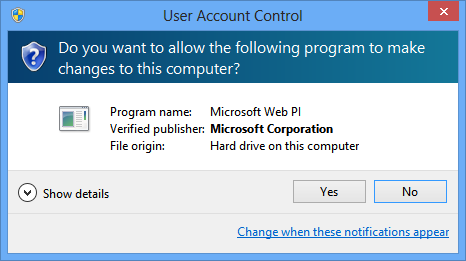 User Account Control
Do you want to allow the following program to make
changes to this computer?
Program name: Microsoft Web PI
Verified publisher: Microsoft Corporation
File origin: Hard drive on this computer
Show details
Yes
No
Change when these notifications appear